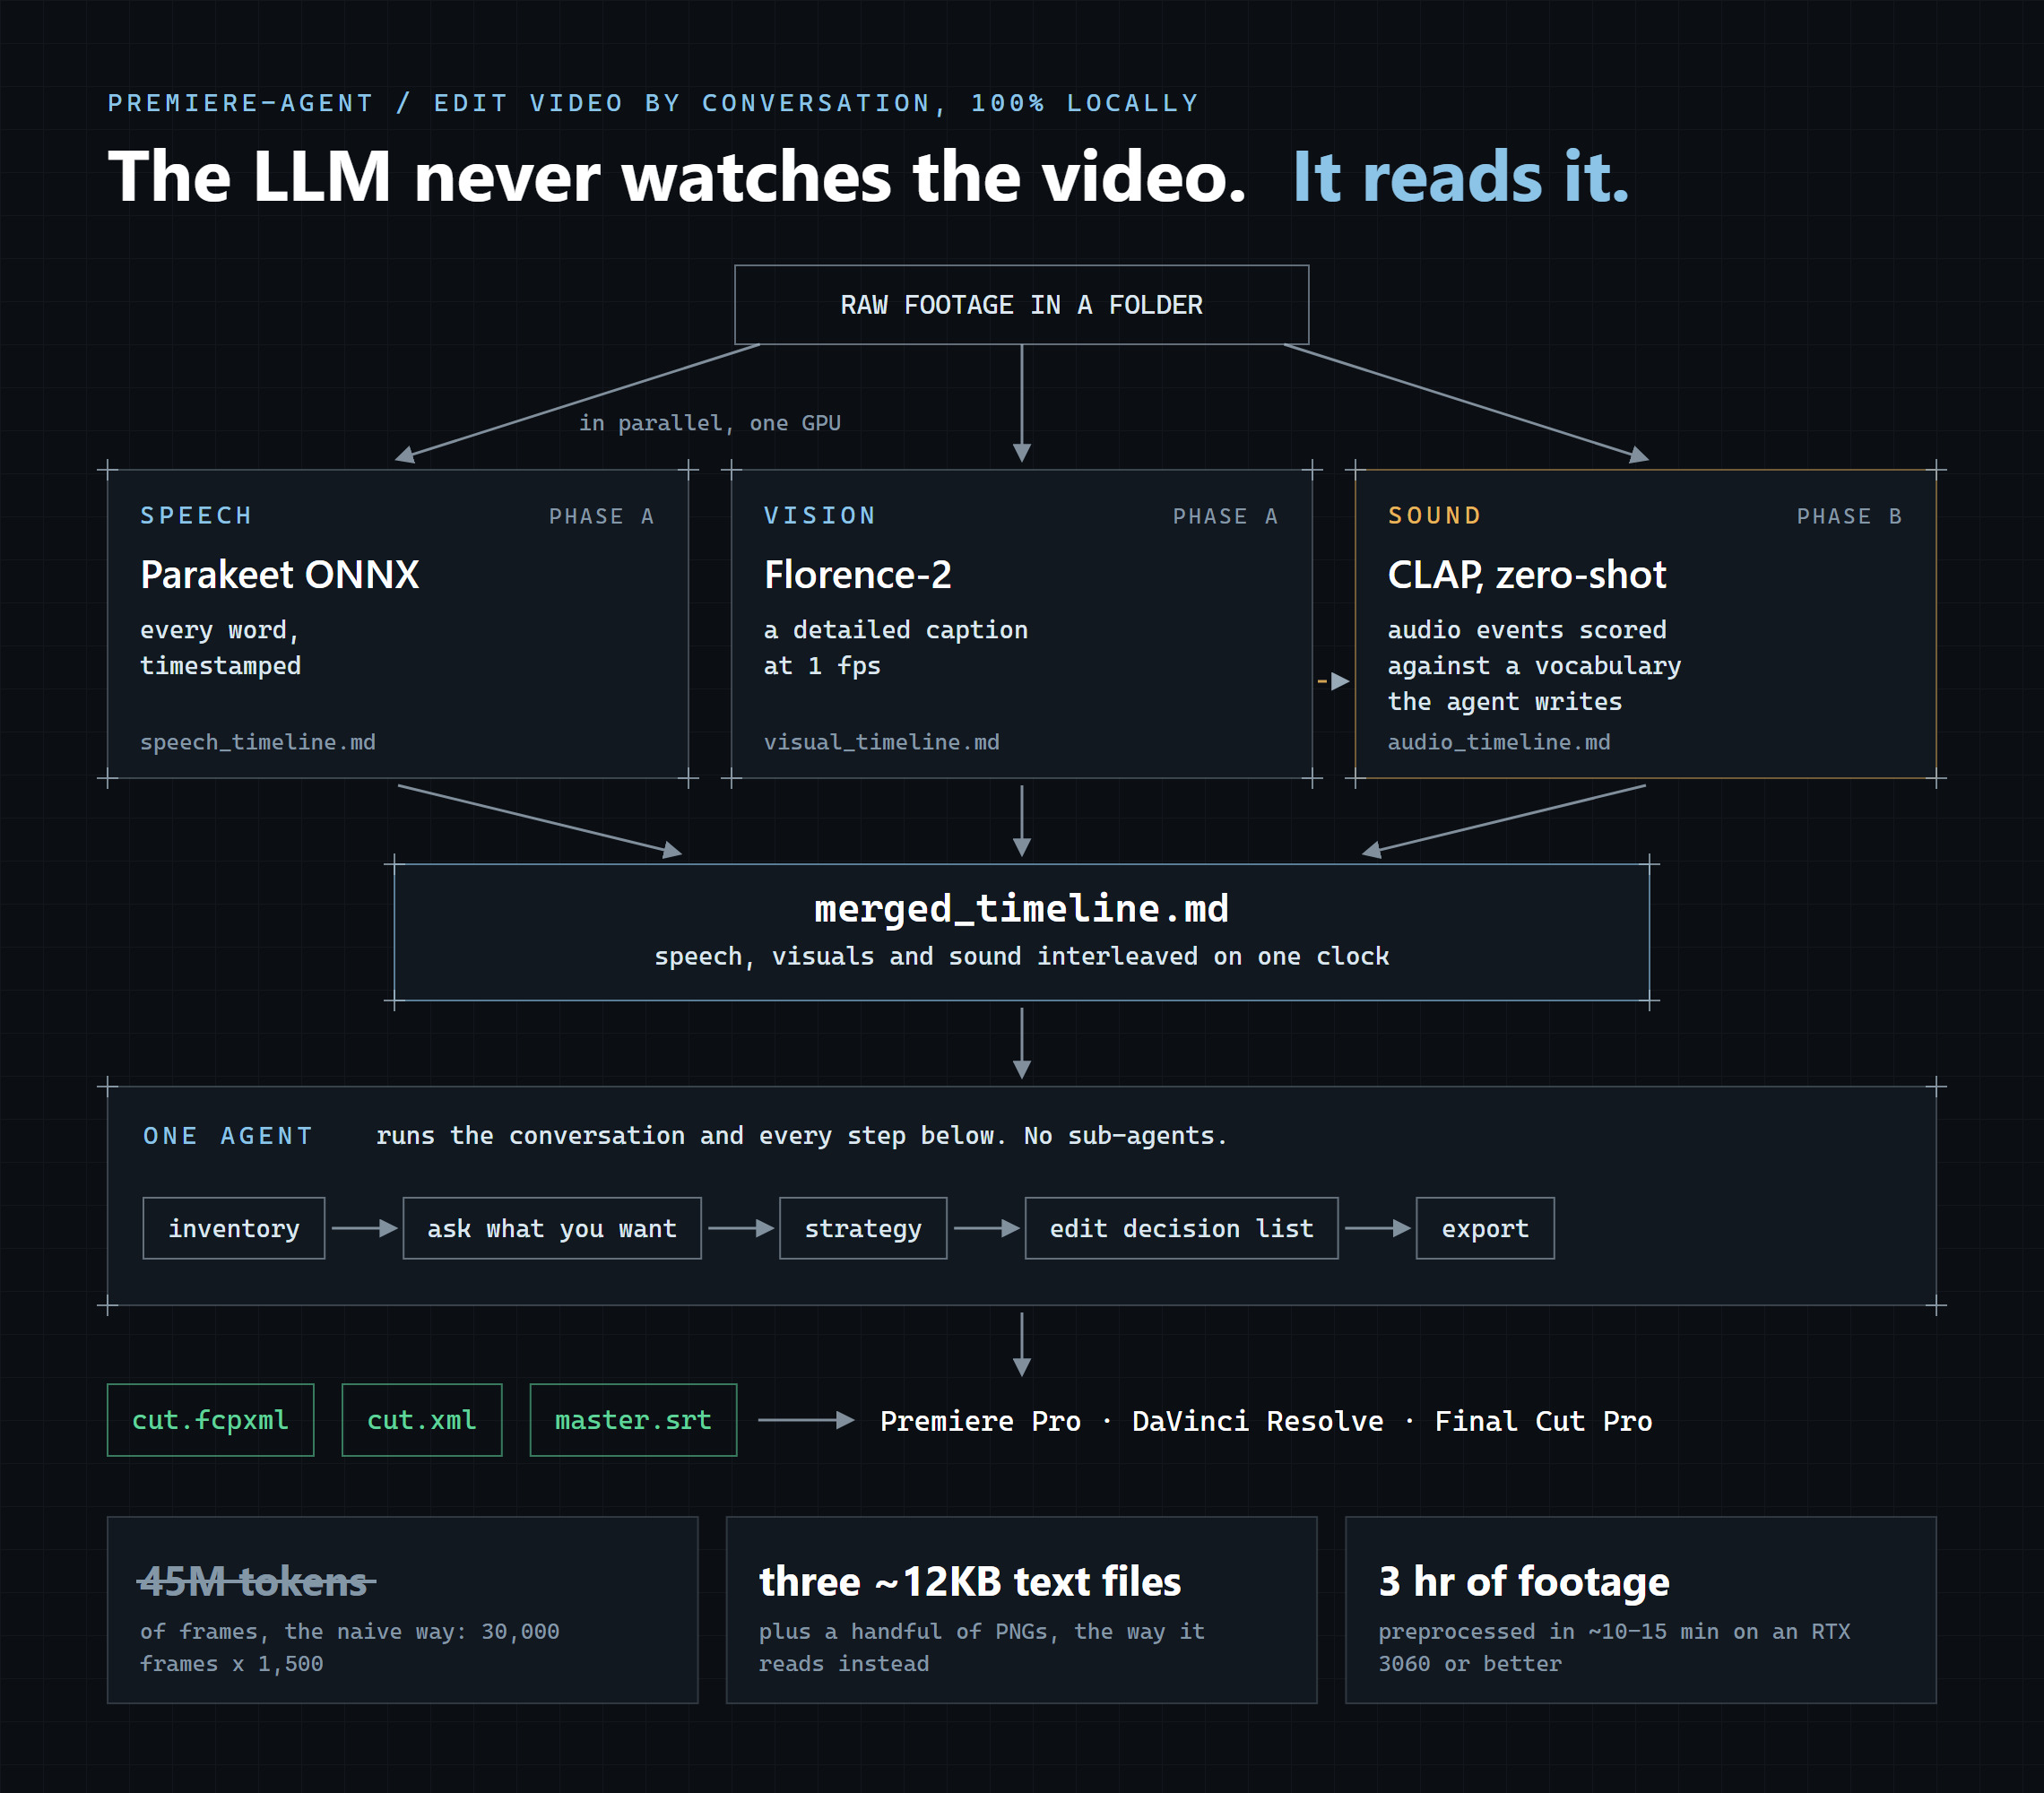 PREMIERE-AGENT / EDIT VIDEO BY CONVERSATION, 100% LOCALLY
The LLM never watches the video. It reads it.
RAW FOOTAGE IN A FOLDER
in parallel, one GPU
SPEECH
PHASE A
Parakeet ONNX
every word,
timestamped
speech_timeline.md
VISION
PHASE A
Florence-2
a detailed caption
at 1 fps
visual_timeline.md
SOUND
PHASE B
CLAP, zero-shot
audio events scored
against a vocabulary
the agent writes
audio_timeline.md
merged_timeline.md
speech, visuals and sound interleaved on one clock
ONE AGENT runs the conversation and every step below. No sub-agents.
inventory
ask what you want
strategy
edit decision list
export
cut.fcpxml
cut.xml
master.srt
Premiere Pro · DaVinci Resolve · Final Cut Pro
45M tokens
of frames, the naive way: 30,000
frames x 1,500
three ~12KB text files
plus a handful of PNGs, the way it
reads instead
3 hr of footage
preprocessed in ~10-15 min on an RTX
3060 or better